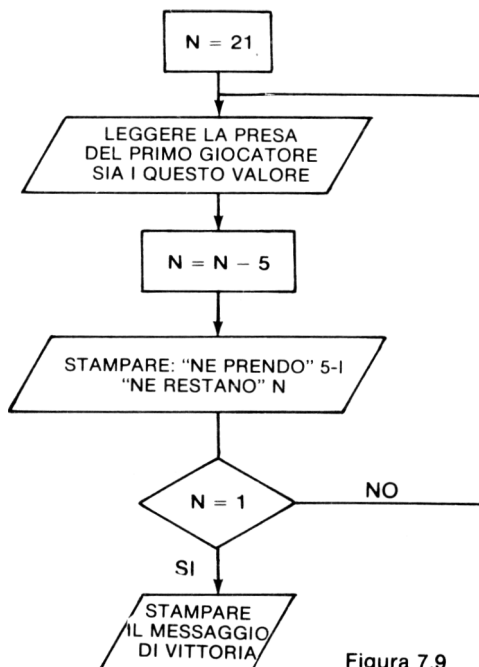 N = 21
LEGGERE LA PRESA
DEL PRIMO GIOCATORE
SIA I QUESTO VALORE
N = N – 5
STAMPARE: “NE PRENDO” 5-I
“NE RESTANO” N
N = 1
NO
SI
STAMPARE
IL MESSAGGIO
DI VITTORIA
Figura 7.9